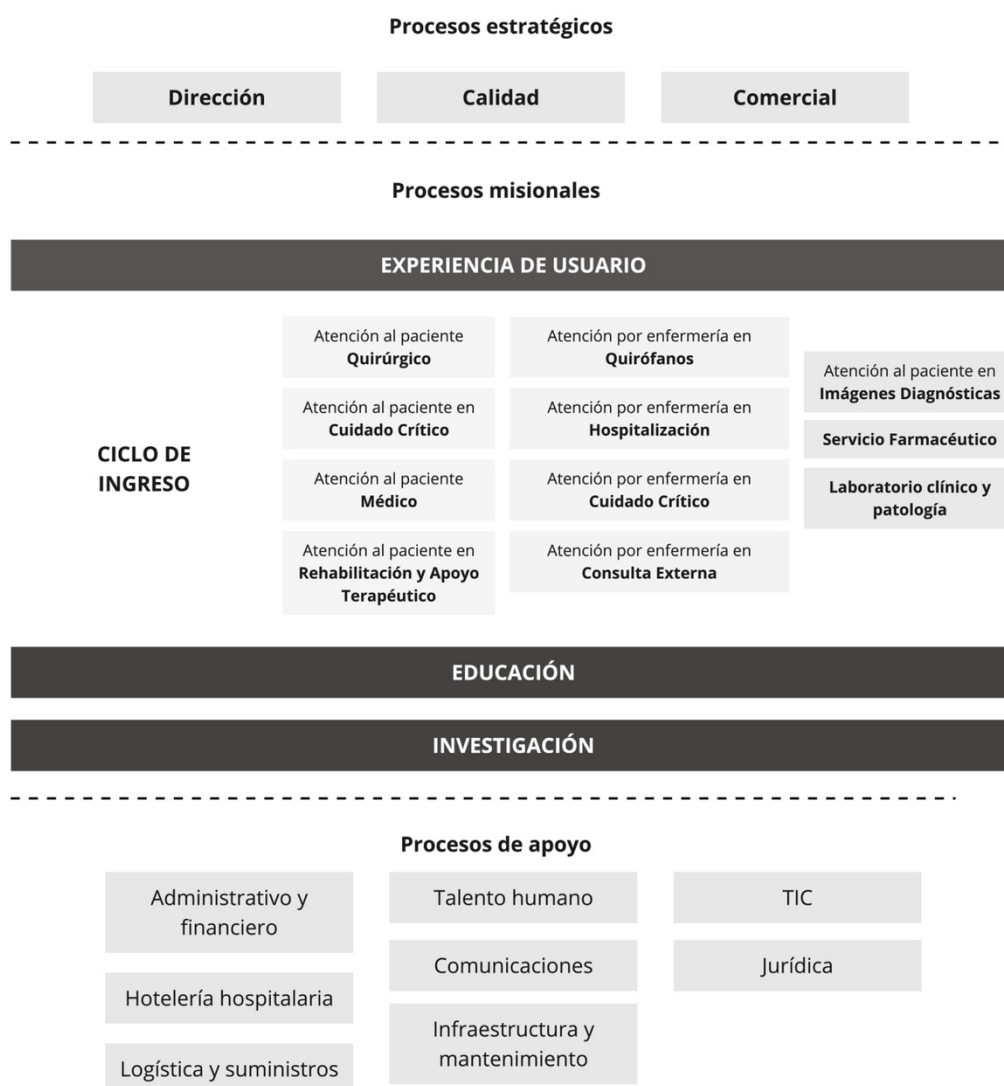 Procesos estratégicos
Dirección
Calidad
Comercial
Procesos misionales
EXPERIENCIA DE USUARIO
CICLO DE
INGRESO
Atención al paciente
Quirúrgico
Atención al paciente en
Cuidado Crítico
Atención al paciente
Médico
Atención al paciente en
Rehabilitación y Apoyo
Terapéutico
Atención por enfermería en
Quirófanos
Atención por enfermería en
Hospitalización
Atención por enfermería en
Cuidado Crítico
Atención por enfermería en
Consulta Externa
Atención al paciente en
Imágenes Diagnósticas
Servicio Farmacéutico
Laboratorio clínico y
patología
EDUCACIÓN
INVESTIGACIÓN
Procesos de apoyo
Administrativo y
financiero
Hotelería hospitalaria
Logística y suministros
Talento humano
Comunicaciones
Infraestructura y
mantenimiento
TIC
Jurídica